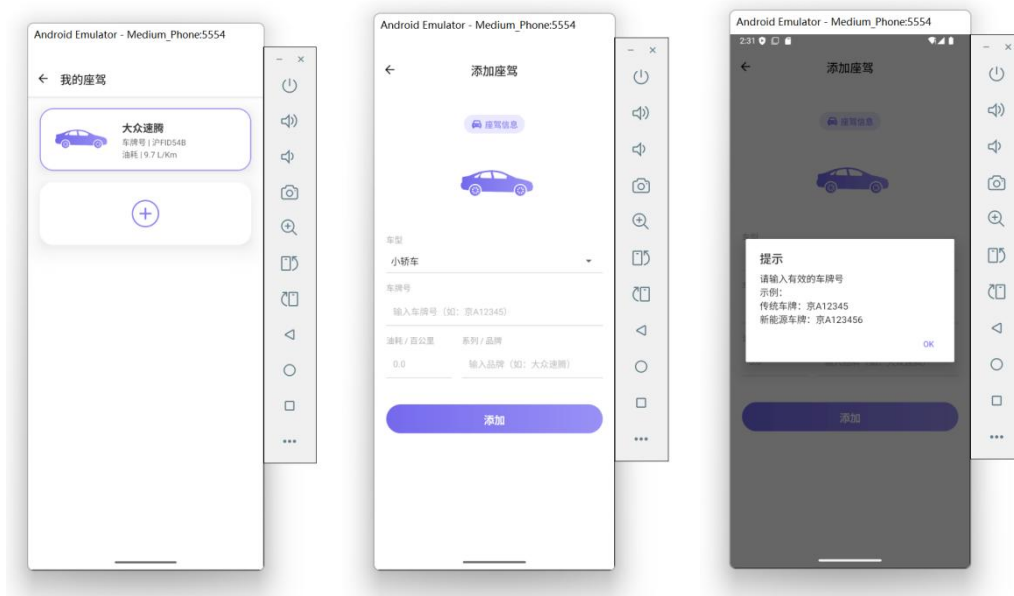 Android Emulator - Medium_Phone:5554
我的座驾
大众速腾
车牌号 | 沪FID54B
油耗 | 9.7 L/Km
Android Emulator - Medium_Phone:5554
添加座驾
座驾信息
车型
小轿车
车牌号
输入车牌号（如：京A12345）
油耗 / 百公里
系列 / 品牌
0.0
输入品牌（如：大众速腾）
添加
Android Emulator - Medium_Phone:5554
2:31
添加座驾
座驾信息
提示
请输入有效的车牌号
示例：
传统车牌：京A12345
新能源车牌：京A123456
OK
添加